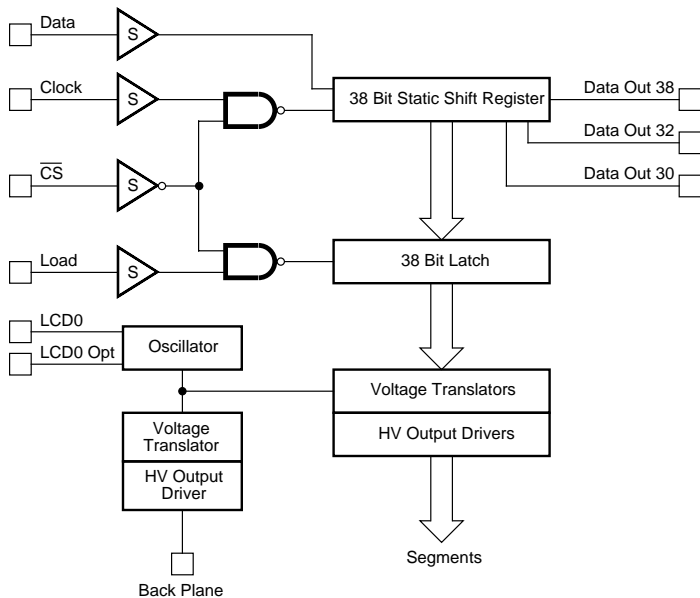 Data
S
Clock
S
38 Bit Static Shift Register
Data Out 38
Data Out 32
Data Out 30
C̅S̅
S
Load
S
38 Bit Latch
LCD0
LCD0 Opt
Oscillator
Voltage Translators
HV Output Drivers
Voltage
Translator
HV Output
Driver
Segments
Back Plane